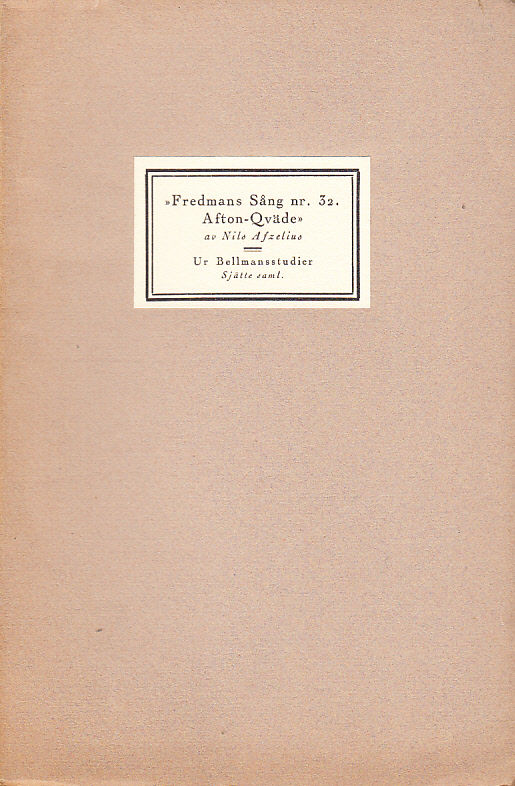 »Fredmans Sång nr. 32.
Afton-Qväde»
av Nils Afzelius
Ur Bellmansstudier
Sjätte saml.